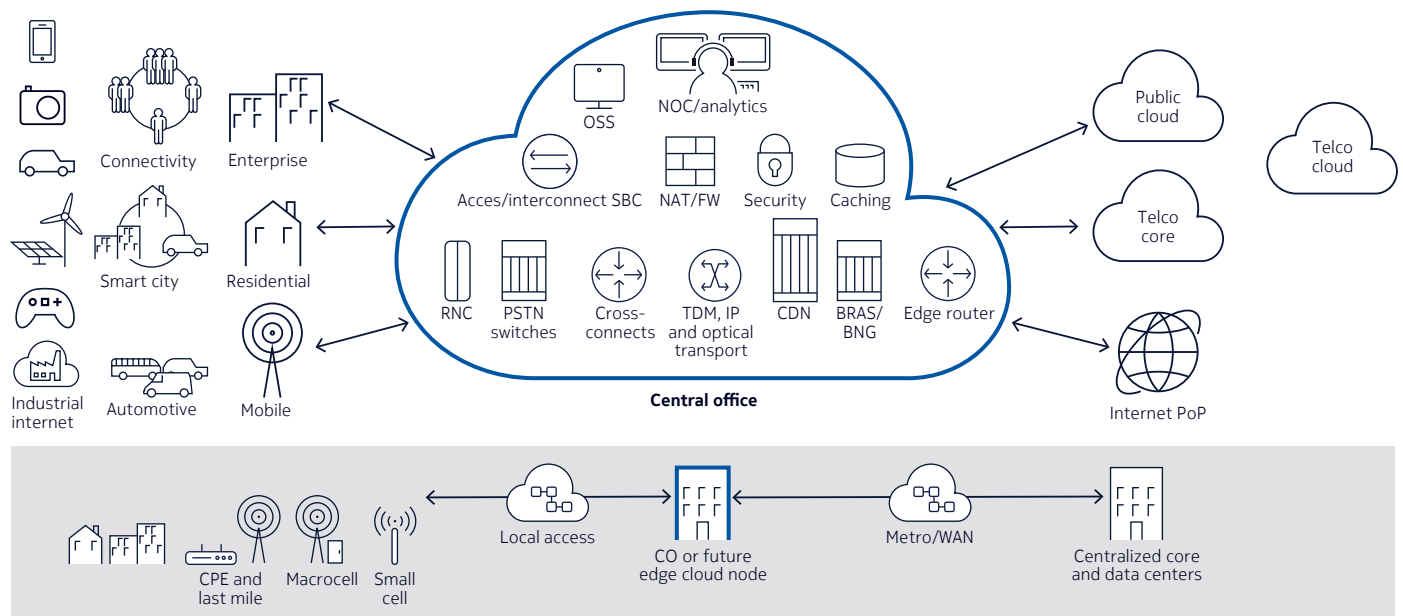 OSS
NOC/analytics
Connectivity
Enterprise
Acces/interconnect SBC
NAT/FW
Security
Caching
Public
cloud
Telco
cloud
Telco
core
Smart city
Residential
RNC
PSTN
switches
Cross-
connects
TDM, IP
and optical
transport
CDN
BRAS/
BNG
Edge router
Industrial
internet
Automotive
Mobile
Central office
Internet PoP
CPE and
last mile
Macrocell
Small
cell
Local access
CO or future
edge cloud node
Metro/WAN
Centralized core
and data centers